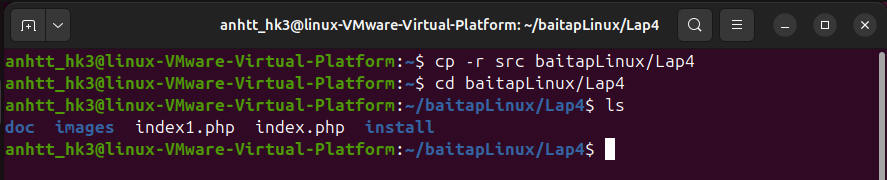 anhtt_hk3@linux-VMware-Virtual-Platform: ~/baitapLinux/Lap4
anhtt_hk3@linux-VMware-Virtual-Platform:~$ cp -r src baitapLinux/Lap4
anhtt_hk3@linux-VMware-Virtual-Platform:~$ cd baitapLinux/Lap4
anhtt_hk3@linux-VMware-Virtual-Platform:~/baitapLinux/Lap4$ ls
doc  images  index1.php  index.php  install
anhtt_hk3@linux-VMware-Virtual-Platform:~/baitapLinux/Lap4$